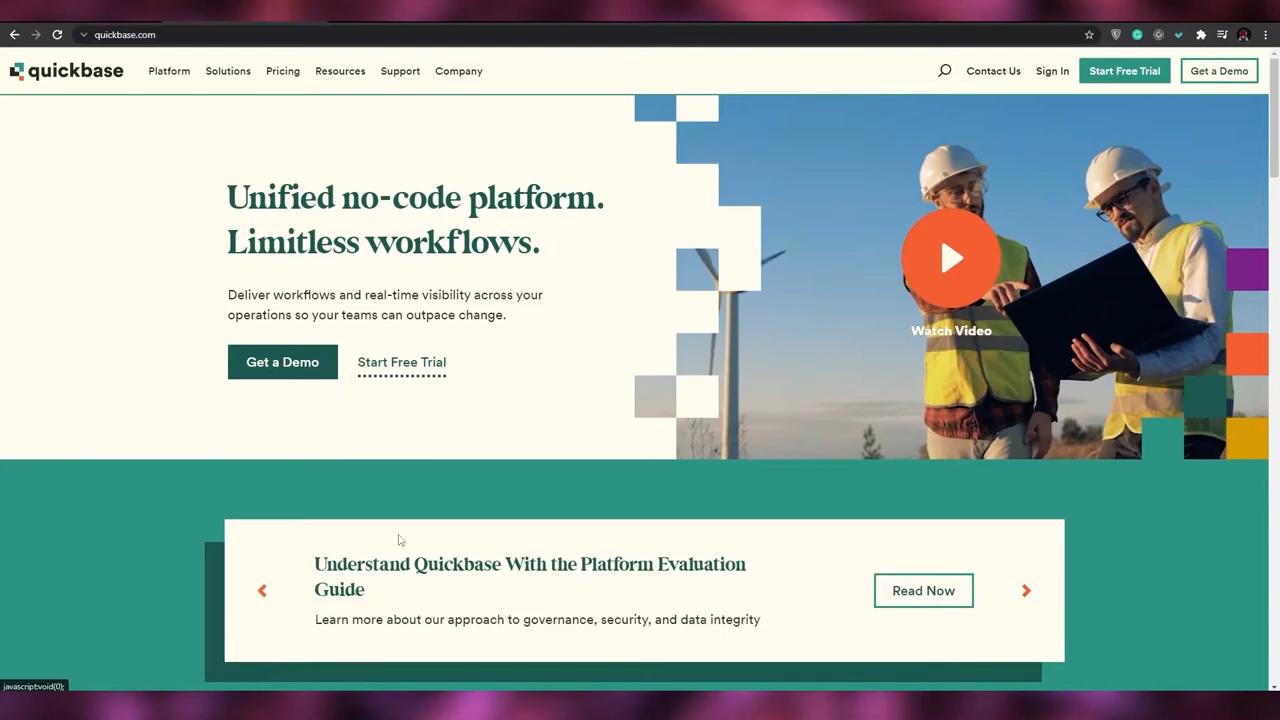 quickbase.com
quickbase
Platform
Solutions
Pricing
Resources
Support
Company
Contact Us
Sign In
Start Free Trial
Get a Demo
Unified no-code platform.
Limitless workflows.
Deliver workflows and real-time visibility across your
operations so your teams can outpace change.
Get a Demo
Start Free Trial
Watch Video
Understand Quickbase With the Platform Evaluation
Guide
Learn more about our approach to governance, security, and data integrity
Read Now
javascript:void(0);